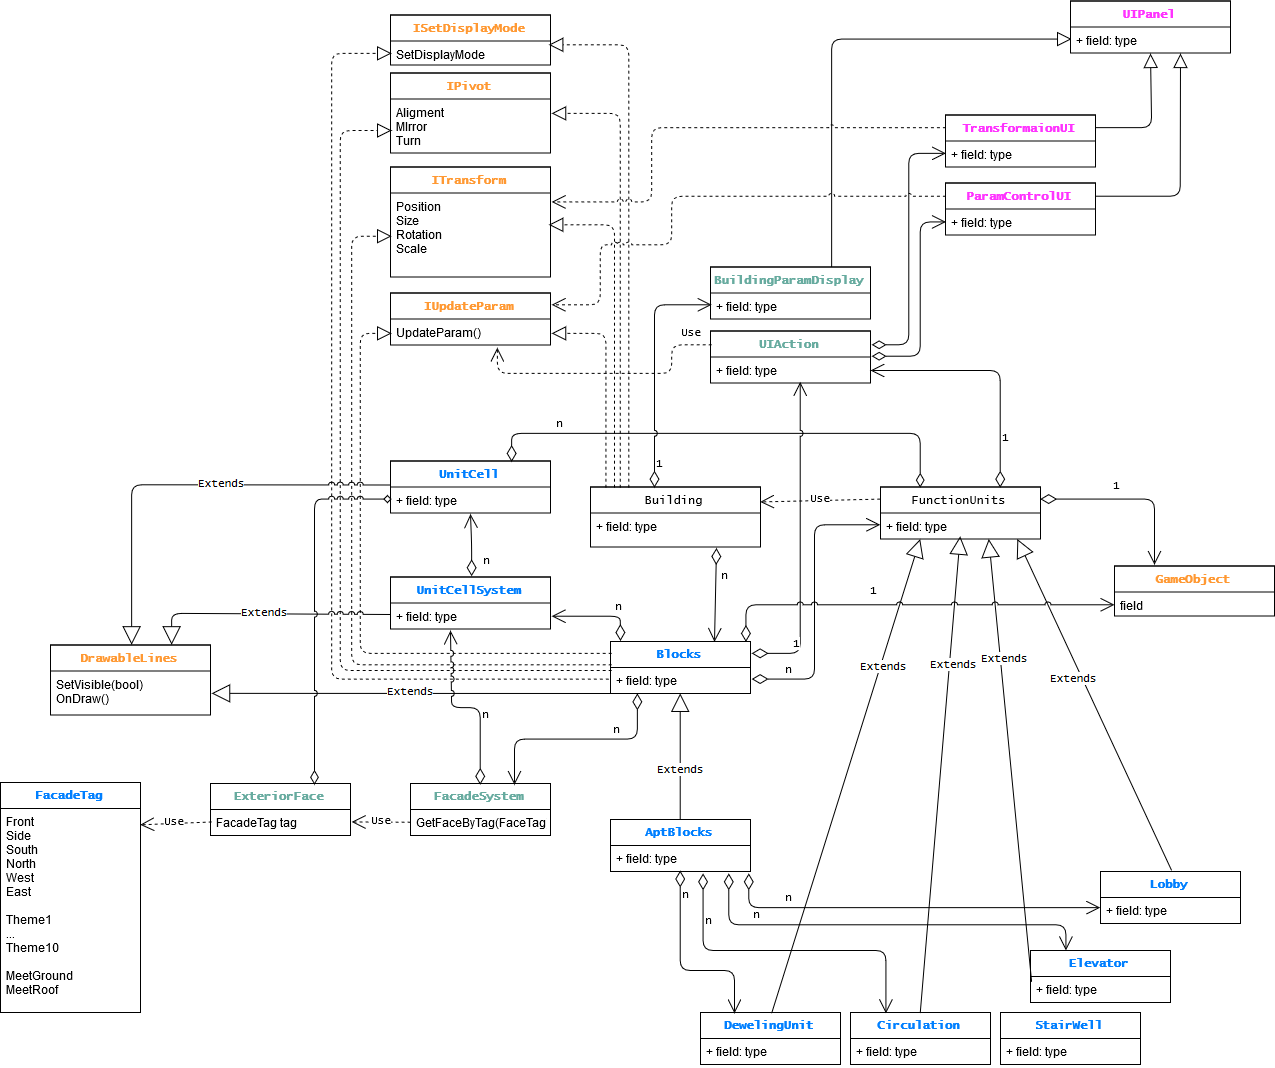 ISetDisplayMode
SetDisplayMode
UIPanel
+ field: type
IPivot
Aligment
MIrror
Turn
TransformaionUI
+ field: type
ITransform
Position
Size
Rotation
Scale
ParamControlUI
+ field: type
BuildingParamDisplay
+ field: type
IUpdateParam
UpdateParam()
Use
UIAction
+ field: type
n
1
1
UnitCell
+ field: type
Extends
Building
+ field: type
Use
FunctionUnits
+ field: type
1
n
n
UnitCellSystem
+ field: type
Extends
n
1
GameObject
field
DrawableLines
SetVisible(bool)
OnDraw()
Blocks
+ field: type
1
n
Extends
Extends
Extends
Extends
Extends
n
n
Extends
FacadeTag
Front
Side
South
North
West
East
Theme1
...
Theme10
MeetGround
MeetRoof
Use
ExteriorFace
FacadeTag tag
Use
FacadeSystem
GetFaceByTag(FaceTag
AptBlocks
+ field: type
n
n
n
n
Lobby
+ field: type
Elevator
+ field: type
DewelingUnit
+ field: type
Circulation
+ field: type
StairWell
+ field: type